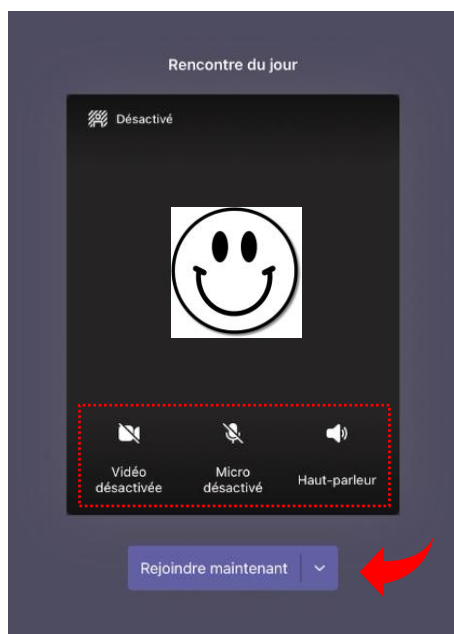 Rencontre du jour
Désactivé
Vidéo
désactivée
Micro
désactivé
Haut-parleur
Rejoindre maintenant